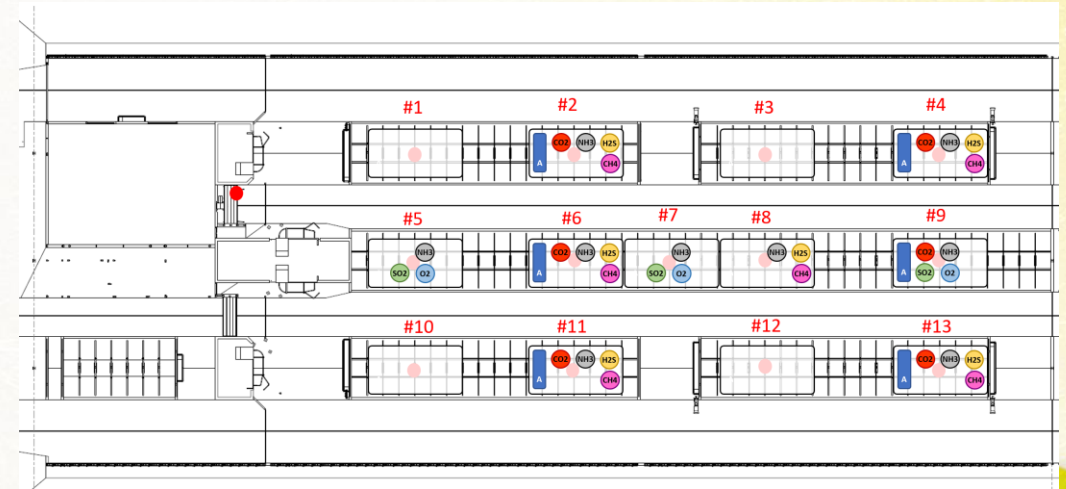 #1 #2 #3 #4
CO2 NH3 H2S CO2 NH3 H2S
A CH4 A CH4
#5 #6 #7 #8 #9
NH3 CO2 NH3 H2S NH3 NH3 H2S CO2 NH3
SO2 O2 A CH4 SO2 O2 CH4 A SO2 O2
#10 #11 #12 #13
CO2 NH3 H2S CO2 NH3 H2S
A CH4 A CH4